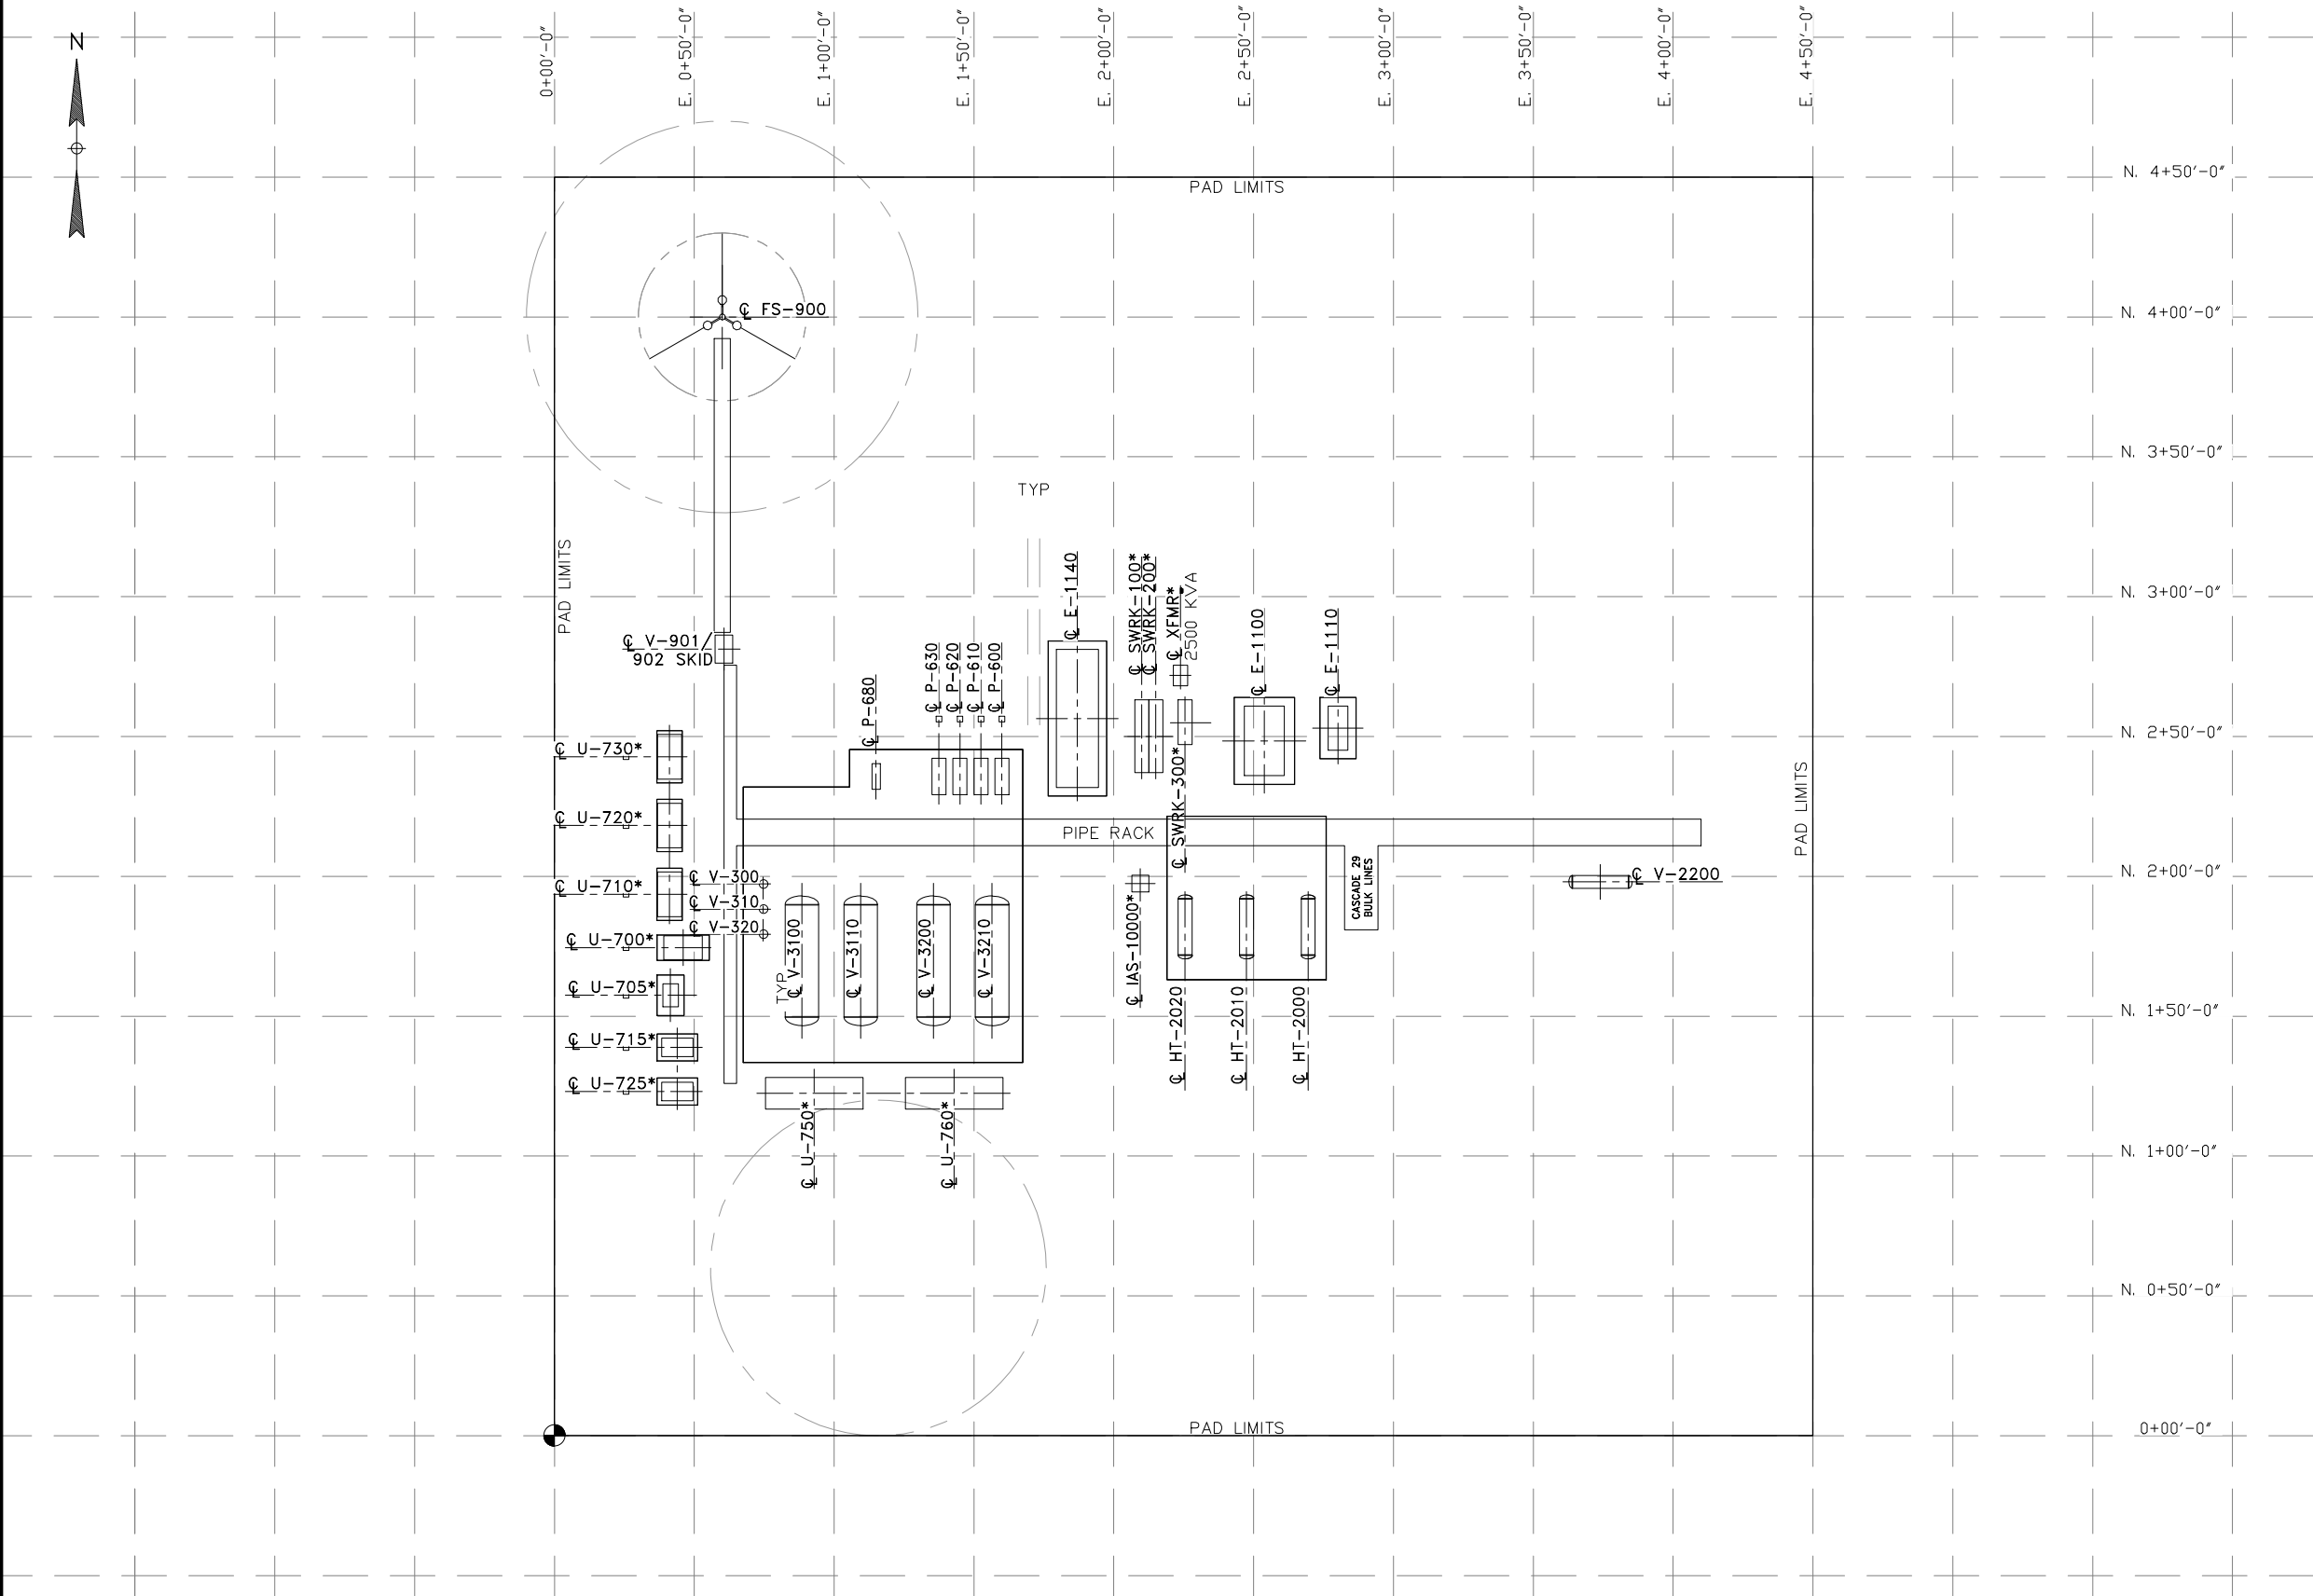 N
0+00'-0"
E. 0+50'-0"
E. 1+00'-0"
E. 1+50'-0"
E. 2+00'-0"
E. 2+50'-0"
E. 3+00'-0"
E. 3+50'-0"
E. 4+00'-0"
E. 4+50'-0"
N. 4+50'-0"
PAD LIMITS
℄ FS-900
N. 4+00'-0"
N. 3+50'-0"
TYP
PAD LIMITS
℄ E-1140
℄ SWRK-100*
℄ SWRK-200*
℄ XFMR*
2500 KVA
N. 3+00'-0"
℄ V-901/
902 SKID
℄ E-1100
℄ E-1110
℄ P-680
℄ P-630
℄ P-620
℄ P-610
℄ P-600
℄ U-730*
N. 2+50'-0"
℄ SWRK-300*
PAD LIMITS
℄ U-720*
PIPE RACK
℄ U-710*
℄ V-300
℄ V-310
℄ V-320
CASCADE 29
BULK LINES
℄ V-2200
N. 2+00'-0"
℄ U-700*
TYP
℄ V-3100
℄ V-3110
℄ V-3200
℄ V-3210
℄ IAS-10000*
℄ U-705*
N. 1+50'-0"
℄ HT-2020
℄ HT-2010
℄ HT-2000
℄ U-715*
℄ U-725*
℄ U-750*
℄ U-760*
N. 1+00'-0"
N. 0+50'-0"
PAD LIMITS
0+00'-0"